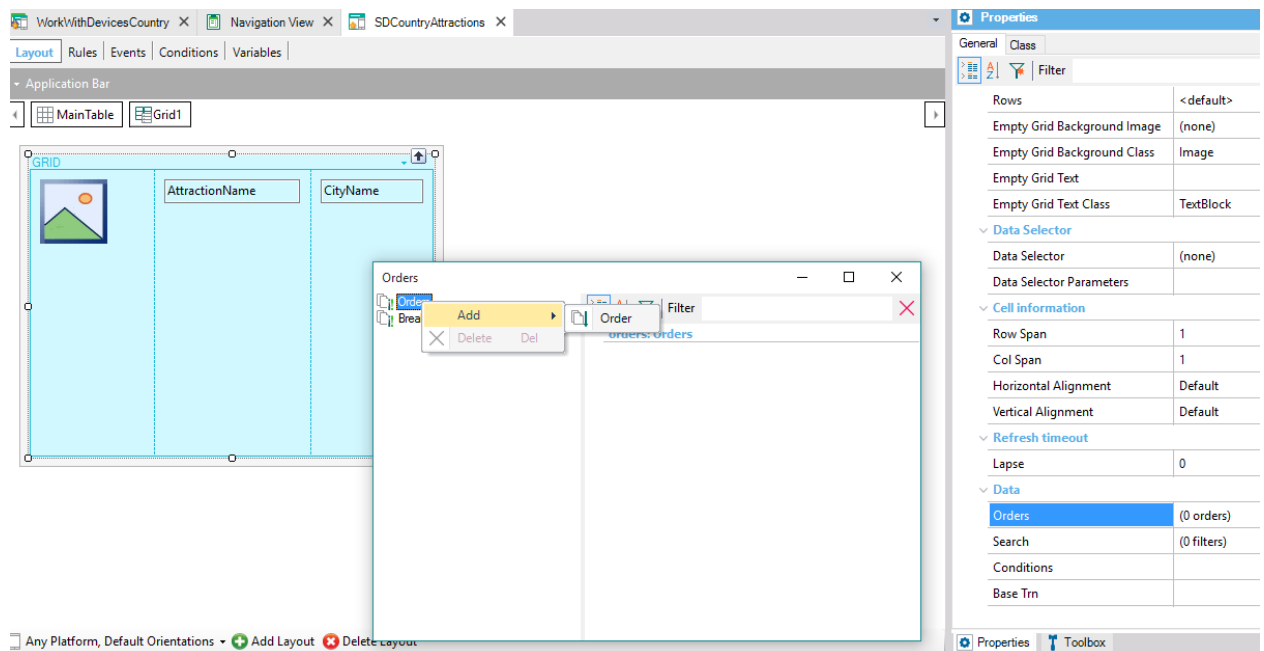 WorkWithDevicesCountry
Navigation View
SDCountryAttractions
Layout Rules Events Conditions Variables
Application Bar
MainTable Grid1
GRID
AttractionName CityName
Orders
Orders
Add
Order
Delete Del
Filter
orders: Orders
Any Platform, Default Orientations Add Layout Delete Layout
Properties
General Class
Filter
Rows <default>
Empty Grid Background Image (none)
Empty Grid Background Class Image
Empty Grid Text
Empty Grid Text Class TextBlock
Data Selector
Data Selector (none)
Data Selector Parameters
Cell information
Row Span 1
Col Span 1
Horizontal Alignment Default
Vertical Alignment Default
Refresh timeout
Lapse 0
Data
Orders (0 orders)
Search (0 filters)
Conditions
Base Trn
Properties Toolbox